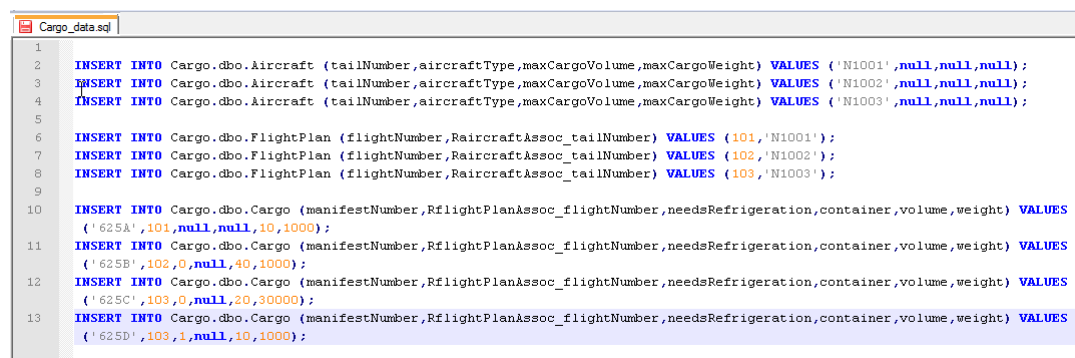 Cargo_data.sql
1
2 INSERT INTO Cargo.dbo.Aircraft (tailNumber,aircraftType,maxCargoVolume,maxCargoWeight) VALUES ('N1001',null,null,null);
3 INSERT INTO Cargo.dbo.Aircraft (tailNumber,aircraftType,maxCargoVolume,maxCargoWeight) VALUES ('N1002',null,null,null);
4 INSERT INTO Cargo.dbo.Aircraft (tailNumber,aircraftType,maxCargoVolume,maxCargoWeight) VALUES ('N1003',null,null,null);
5
6 INSERT INTO Cargo.dbo.FlightPlan (flightNumber,RaircraftAssoc_tailNumber) VALUES (101,'N1001');
7 INSERT INTO Cargo.dbo.FlightPlan (flightNumber,RaircraftAssoc_tailNumber) VALUES (102,'N1002');
8 INSERT INTO Cargo.dbo.FlightPlan (flightNumber,RaircraftAssoc_tailNumber) VALUES (103,'N1003');
9
10 INSERT INTO Cargo.dbo.Cargo (manifestNumber,RflightPlanAssoc_flightNumber,needsRefrigeration,container,volume,weight) VALUES
('625A',101,null,null,10,1000);
11 INSERT INTO Cargo.dbo.Cargo (manifestNumber,RflightPlanAssoc_flightNumber,needsRefrigeration,container,volume,weight) VALUES
('625B',102,0,null,40,1000);
12 INSERT INTO Cargo.dbo.Cargo (manifestNumber,RflightPlanAssoc_flightNumber,needsRefrigeration,container,volume,weight) VALUES
('625C',103,0,null,20,30000);
13 INSERT INTO Cargo.dbo.Cargo (manifestNumber,RflightPlanAssoc_flightNumber,needsRefrigeration,container,volume,weight) VALUES
('625D',103,1,null,10,1000);